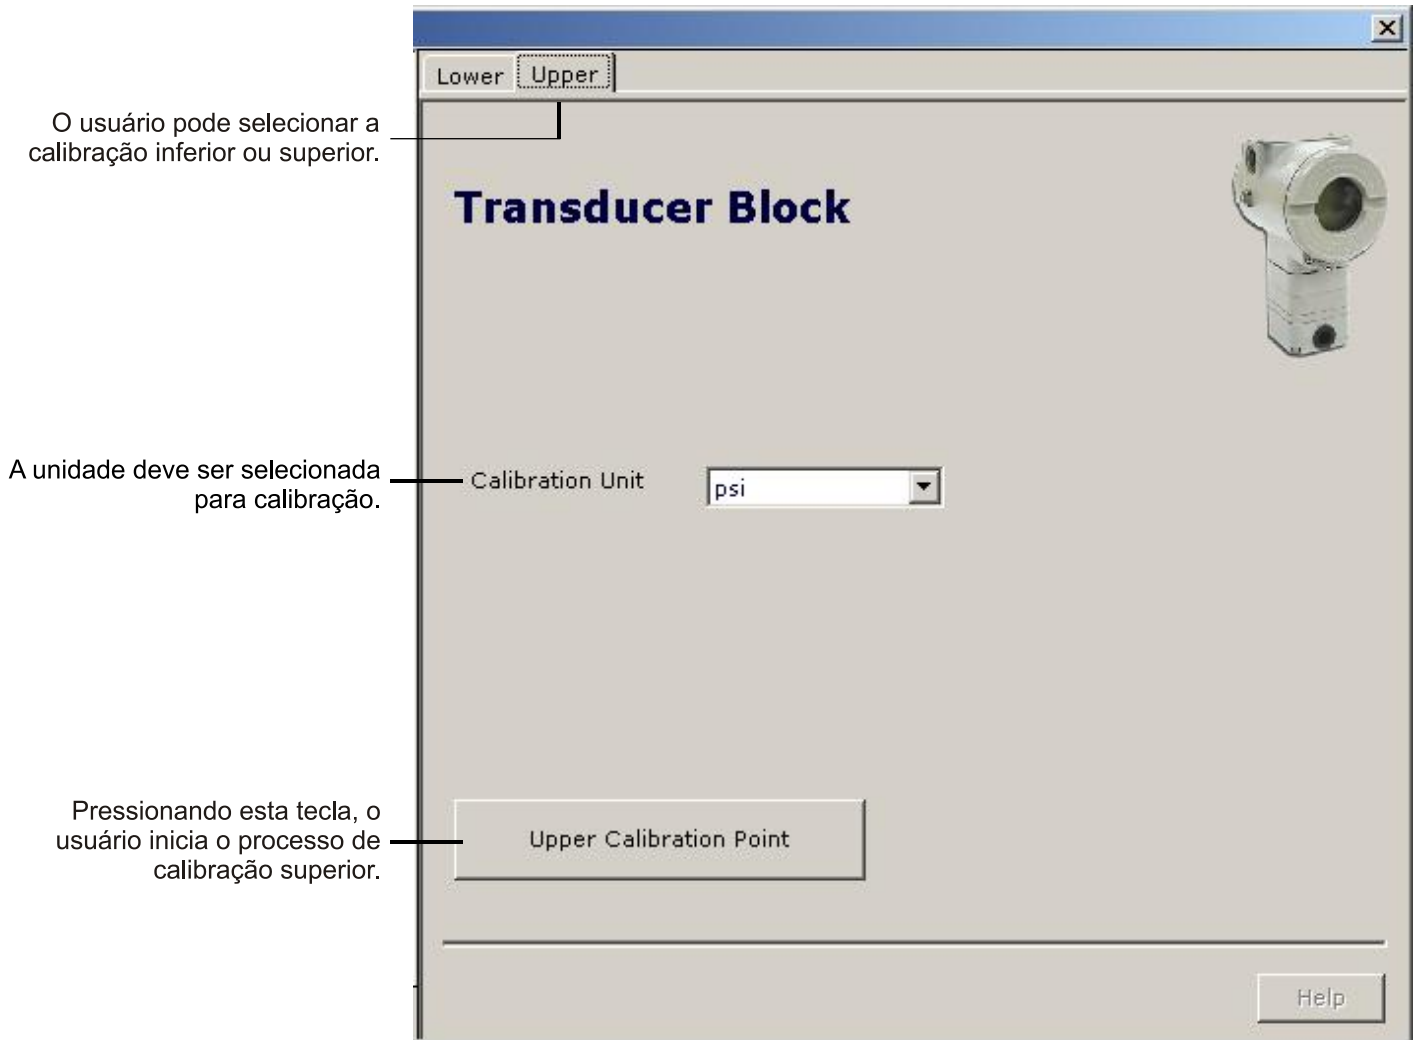 Lower Upper
O usuário pode selecionar a
calibração inferior ou superior.
Transducer Block
A unidade deve ser selecionada
para calibração.
Calibration Unit psi
Pressionando esta tecla, o
usuário inicia o processo de
calibração superior.
Upper Calibration Point
Help